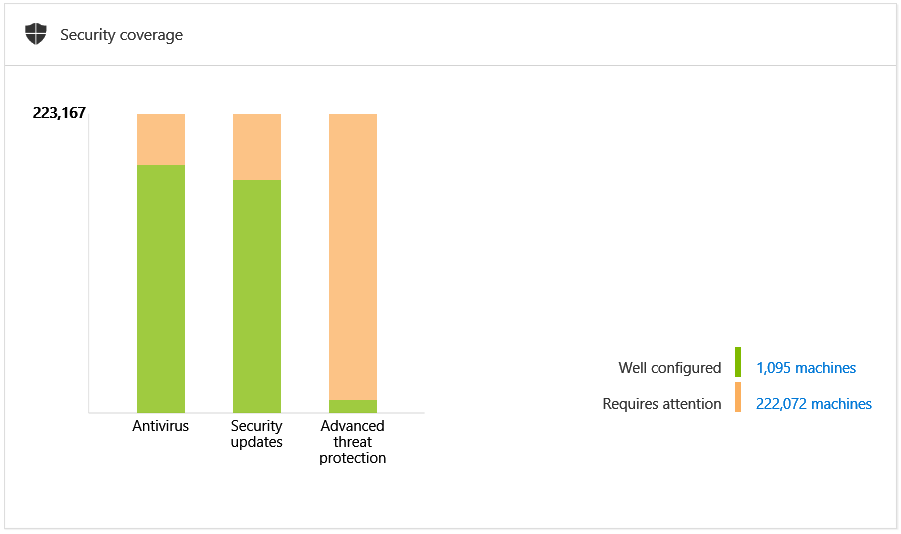 Security coverage
223,167
Antivirus
Security
updates
Advanced
threat
protection
Well configured
1,095 machines
Requires attention
222,072 machines